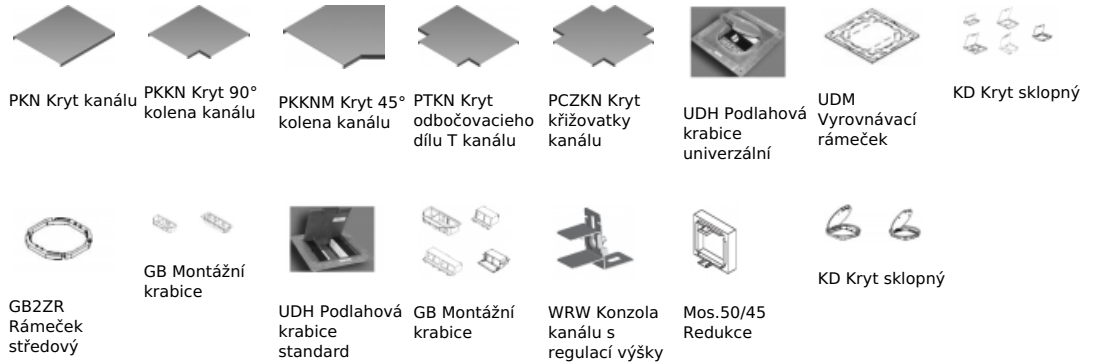 PKN Kryt kanálu
PKKN Kryt 90°
kolena kanálu
PKKNM Kryt 45°
kolena kanálu
PTKN Kryt
odbočovacieho
dílu T kanálu
PCZKN Kryt
křižovatky
kanálu
UDH Podlahová
krabice
univerzální
UDM
Vyrovnávací
rámeček
KD Kryt sklopný
GB2ZR
Rámeček
středový
GB Montážní
krabice
UDH Podlahová
krabice
standard
GB Montážní
krabice
WRW Konzola
kanálu s
regulací výšky
Mos.50/45
Redukce
KD Kryt sklopný